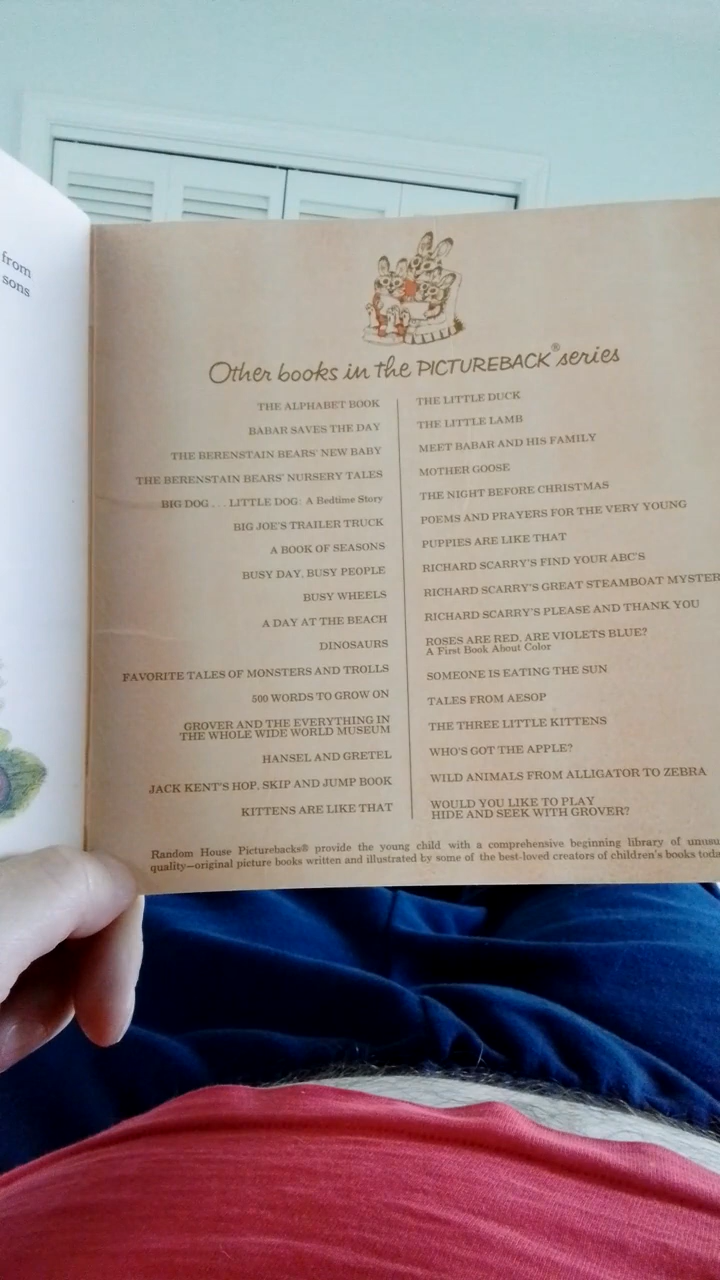 from
sons
Other books in the PICTUREBACK® series
THE ALPHABET BOOK
BABAR SAVES THE DAY
THE BERENSTAIN BEARS' NEW BABY
THE BERENSTAIN BEARS' NURSERY TALES
BIG DOG . . . LITTLE DOG: A Bedtime Story
BIG JOE'S TRAILER TRUCK
A BOOK OF SEASONS
BUSY DAY, BUSY PEOPLE
BUSY WHEELS
A DAY AT THE BEACH
DINOSAURS
FAVORITE TALES OF MONSTERS AND TROLLS
500 WORDS TO GROW ON
GROVER AND THE EVERYTHING IN
THE WHOLE WIDE WORLD MUSEUM
HANSEL AND GRETEL
JACK KENT'S HOP, SKIP AND JUMP BOOK
KITTENS ARE LIKE THAT
THE LITTLE DUCK
THE LITTLE LAMB
MEET BABAR AND HIS FAMILY
MOTHER GOOSE
THE NIGHT BEFORE CHRISTMAS
POEMS AND PRAYERS FOR THE VERY YOUNG
PUPPIES ARE LIKE THAT
RICHARD SCARRY'S FIND YOUR ABC'S
RICHARD SCARRY'S GREAT STEAMBOAT MYSTER
RICHARD SCARRY'S PLEASE AND THANK YOU
ROSES ARE RED. ARE VIOLETS BLUE?
A First Book About Color
SOMEONE IS EATING THE SUN
TALES FROM AESOP
THE THREE LITTLE KITTENS
WHO'S GOT THE APPLE?
WILD ANIMALS FROM ALLIGATOR TO ZEBRA
WOULD YOU LIKE TO PLAY
HIDE AND SEEK WITH GROVER?
Random House Picturebacks® provide the young child with a comprehensive beginning library of unusu
quality—original picture books written and illustrated by some of the best-loved creators of children's books toda